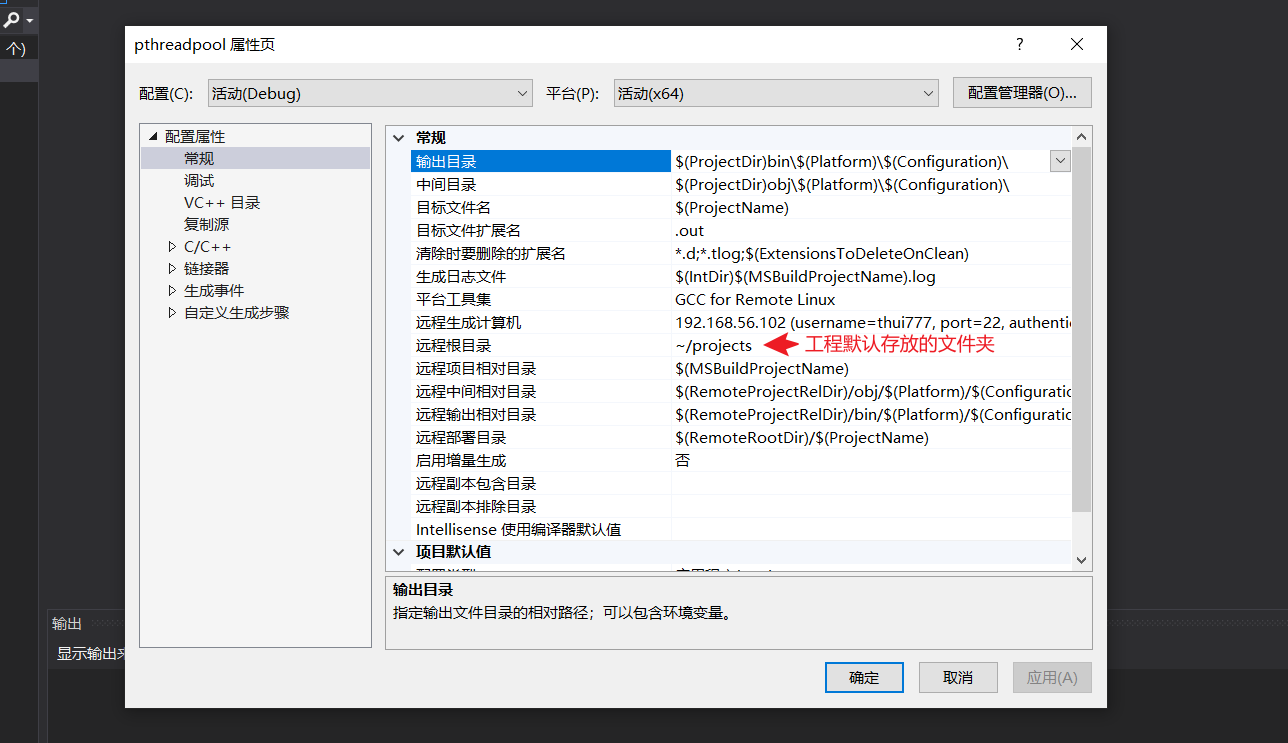 个)
pthreadpool 属性页
?
配置(C): 活动(Debug) 平台(P): 活动(x64) 配置管理器(O)...
配置属性
常规
调试
VC++ 目录
复制源
C/C++
链接器
生成事件
自定义生成步骤
常规
输出目录 $(ProjectDir)bin\$(Platform)\$(Configuration)\
中间目录 $(ProjectDir)obj\$(Platform)\$(Configuration)\
目标文件名 $(ProjectName)
目标文件扩展名 .out
清除时要删除的扩展名 *.d;*.tlog;$(ExtensionsToDeleteOnClean)
生成日志文件 $(IntDir)$(MSBuildProjectName).log
平台工具集 GCC for Remote Linux
远程生成计算机 192.168.56.102 (username=thui777, port=22, authentic
远程根目录 ~/projects 工程默认存放的文件夹
远程项目相对目录 $(MSBuildProjectName)
远程中间相对目录 $(RemoteProjectRelDir)/obj/$(Platform)/$(Configuratic
远程输出相对目录 $(RemoteProjectRelDir)/bin/$(Platform)/$(Configuratic
远程部署目录 $(RemoteRootDir)/$(ProjectName)
启用增量生成 否
远程副本包含目录
远程副本排除目录
Intellisense 使用编译器默认值
项目默认值
输出目录
指定输出文件目录的相对路径；可以包含环境变量。
输出
显示输出来
确定 取消 应用(A)